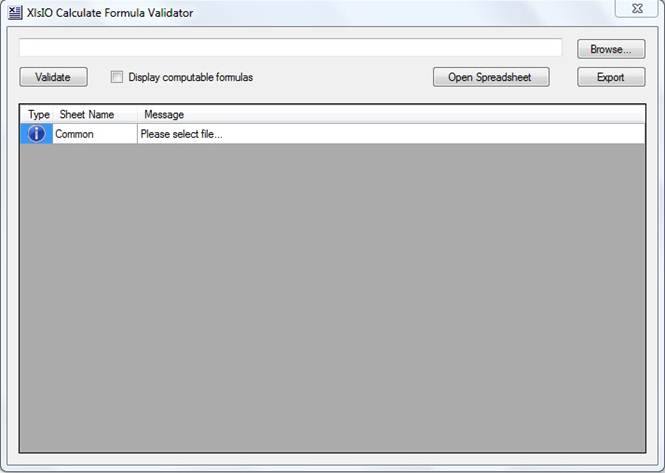 XlsIO Calculate Formula Validator
Browse...
Validate
Display computable formulas
Open Spreadsheet
Export
Type Sheet Name Message
Common Please select file...